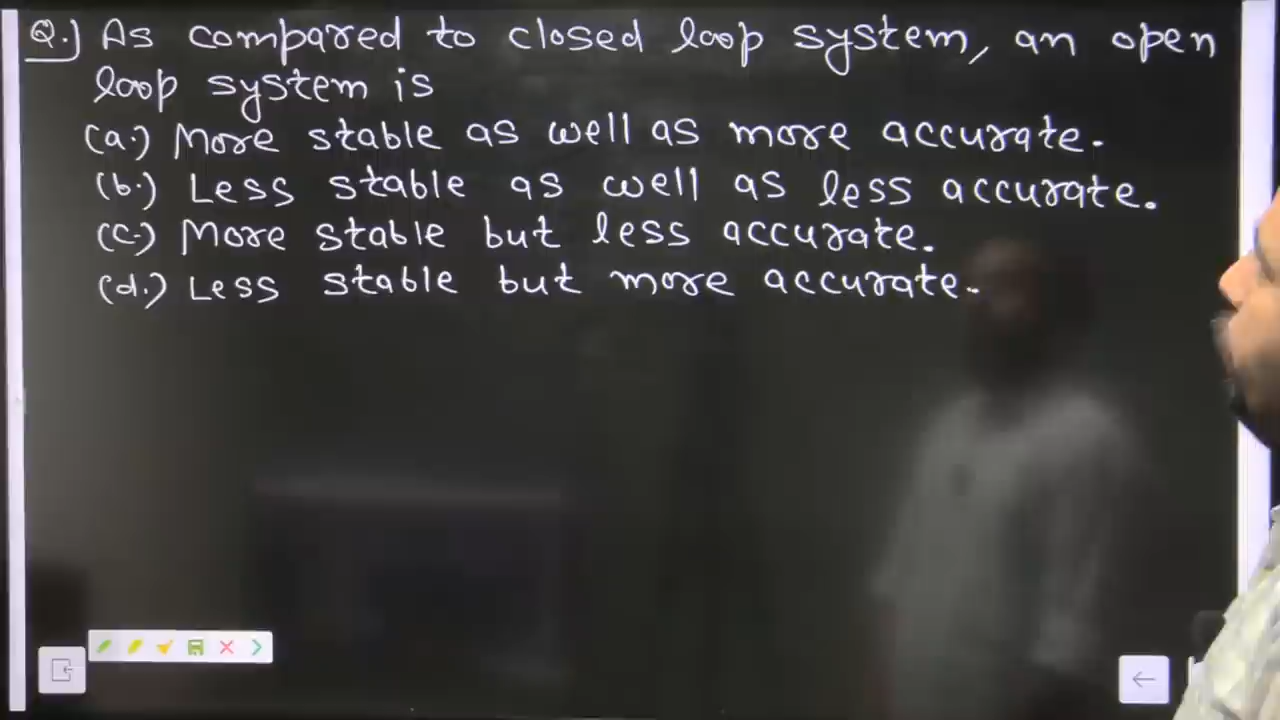 Q.) As compared to closed loop system, an open
loop system is
(a.) More stable as well as more accurate.
(b.) Less stable as well as less accurate.
(c.) More stable but less accurate.
(d.) Less stable but more accurate.